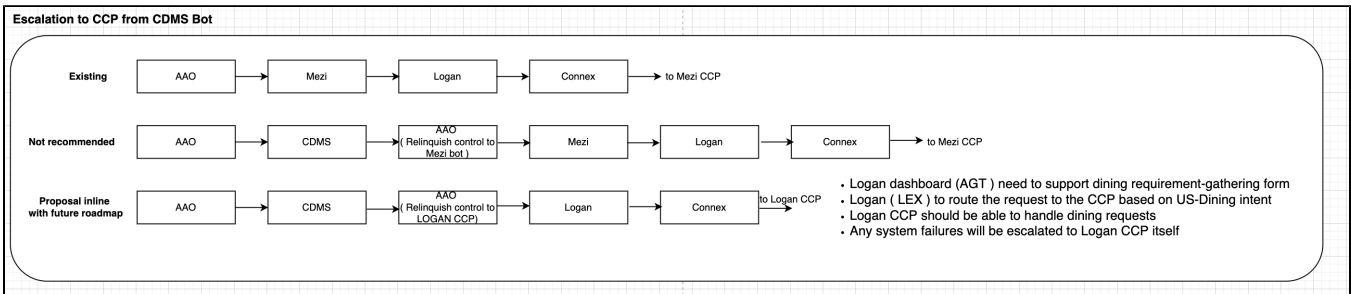 Escalation to CCP from CDMS Bot
Existing
AAO
Mezi
Logan
Connex
to Mezi CCP
Not recommended
AAO
CDMS
AAO
( Relinquish control to
Mezi bot )
Mezi
Logan
Connex
to Mezi CCP
Proposal inline
with future roadmap
AAO
CDMS
AAO
( Relinquish control to
LOGAN CCP)
Logan
Connex
to Logan CCP
• Logan dashboard (AGT ) need to support dining requirement-gathering form
• Logan ( LEX ) to route the request to the CCP based on US-Dining intent
• Logan CCP should be able to handle dining requests
• Any system failures will be escalated to Logan CCP itself